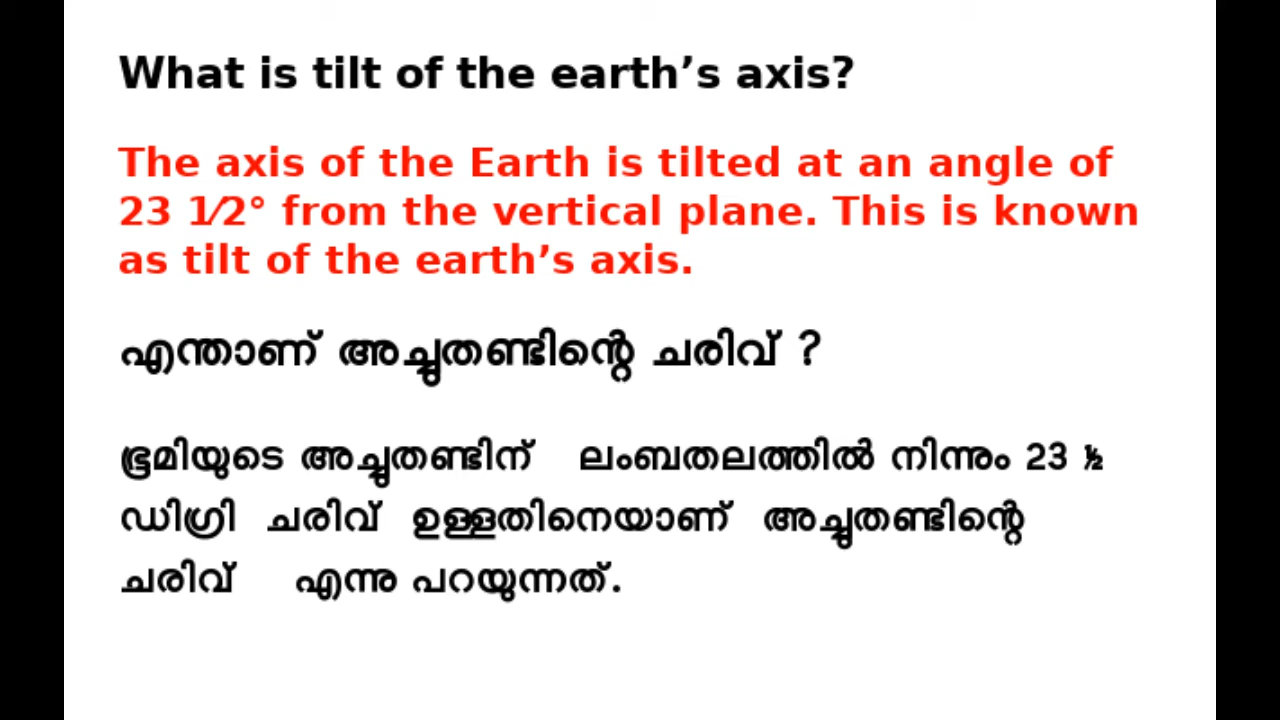 What is tilt of the earth’s axis?
The axis of the Earth is tilted at an angle of
23 1⁄2° from the vertical plane. This is known
as tilt of the earth’s axis.
എന്താണ് അച്ചുതണ്ടിന്റെ ചരിവ് ?
ഭൂമിയുടെ അച്ചുതണ്ടിന് ലംബതലത്തിൽ നിന്നും 23 ½
ഡിഗ്രി ചരിവ് ഉള്ളതിനെയാണ് അച്ചുതണ്ടിന്റെ
ചരിവ് എന്നു പറയുന്നത്.